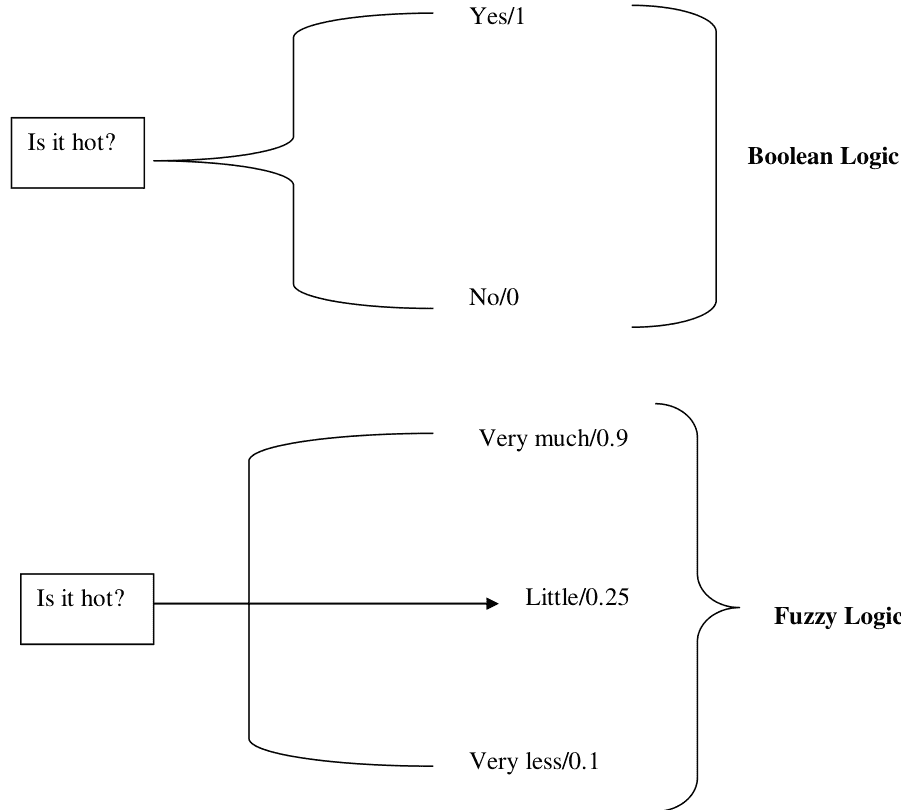 Yes/1
Is it hot?
Boolean Logic
No/0
Very much/0.9
Is it hot?
Little/0.25
Fuzzy Logic
Very less/0.1